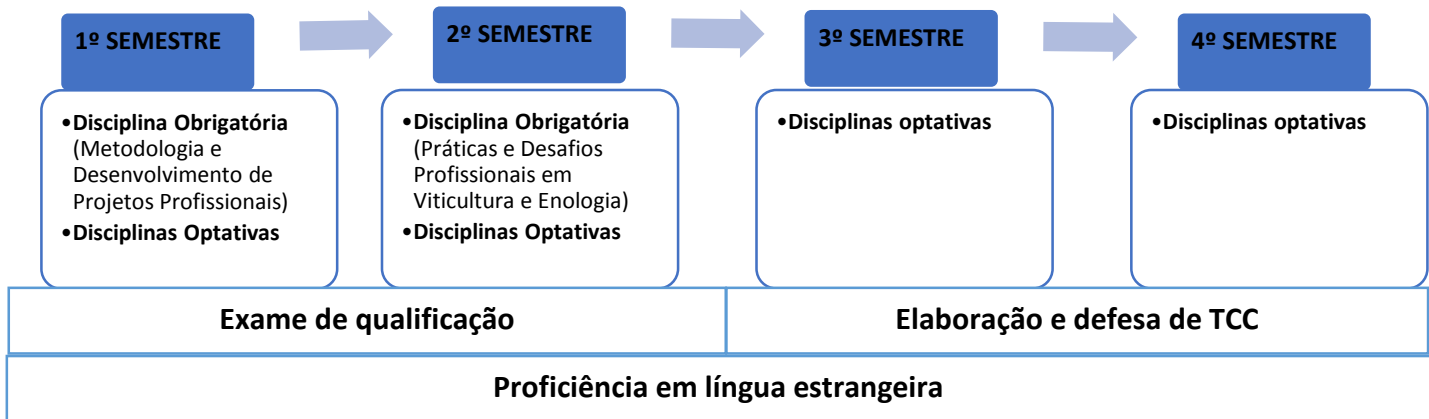 1º SEMESTRE
2º SEMESTRE
3º SEMESTRE
4º SEMESTRE
•Disciplina Obrigatória
(Metodologia e
Desenvolvimento de
Projetos Profissionais)
•Disciplinas Optativas
•Disciplina Obrigatória
(Práticas e Desafios
Profissionais em
Viticultura e Enologia)
•Disciplinas Optativas
•Disciplinas optativas
•Disciplinas optativas
Exame de qualificação
Elaboração e defesa de TCC
Proficiência em língua estrangeira